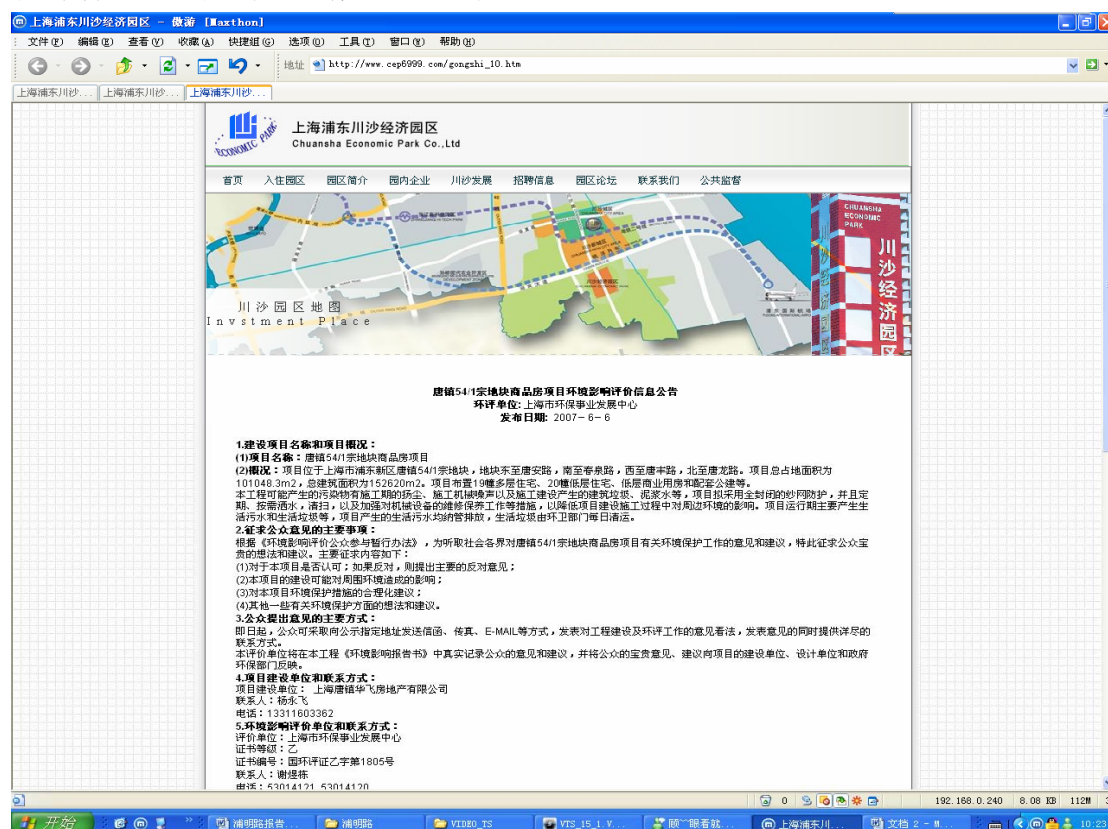 上海浦东川沙经济园区 - 傲游 [Maxthon]
文件(F) 编辑(E) 查看(V) 收藏(A) 快捷组(G) 选项(O) 工具(T) 窗口(W) 帮助(H)
地址 http://www.cep6999.com/gongshi_10.htm
上海浦东川沙... 上海浦东川沙... 上海浦东川沙...
ECONOMIC PARK
上海浦东川沙经济园区
Chuansha Economic Park Co.,Ltd
首页 入住园区 园区简介 园内企业 川沙发展 招聘信息 园区论坛 联系我们 公共监督
CHUANSHA
ECONOMIC
PARK
川沙经济园区
川沙园区地图
Invstment Place
唐镇54/1宗地块商品房项目环境影响评价信息公告
环评单位: 上海市环保事业发展中心
发布日期: 2007-6-6
1.建设项目名称和项目概况：
(1)项目名称：唐镇54/1宗地块商品房项目
(2)概况：项目位于上海市浦东新区唐镇54/1宗地块，地块东至唐安路，南至春泉路，西至唐丰路，北至唐龙路。项目总占地面积为
101048.3m2，总建筑面积为152620m2。项目布置19幢多层住宅、20幢低层住宅、低层商业用房和配套公建等。
本工程可能产生的污染物有施工期的扬尘、施工机械噪声以及施工建设产生的建筑垃圾、泥浆水等，项目拟采用全封闭的纱网防护，并且定
期、按需洒水，清扫，以及加强对机械设备的维修保养工作等措施，以降低项目建设施工过程中对周边环境的影响。项目运行期主要产生生
活污水和生活垃圾等，项目产生的生活污水均纳管排放，生活垃圾由环卫部门每日清运。
2.征求公众意见的主要事项：
根据《环境影响评价公众参与暂行办法》，为听取社会各界对唐镇54/1宗地块商品房项目有关环境保护工作的意见和建议，特此征求公众宝
贵的想法和建议。主要征求内容如下：
(1)对于本项目是否认可；如果反对，则提出主要的反对意见；
(2)本项目的建设可能对周围环境造成的影响；
(3)对本项目环境保护措施的合理化建议；
(4)其他一些有关环境保护方面的想法和建议。
3.公众提出意见的主要方式：
即日起，公众可采取向公示指定地址发送信函、传真、E-MAIL等方式，发表对工程建设及环评工作的意见看法，发表意见的同时提供详尽的
联系方式。
本评价单位将在本工程《环境影响报告书》中真实记录公众的意见和建议，并将公众的宝贵意见、建议向项目的建设单位、设计单位和政府
环保部门反映。
4.项目建设单位和联系方式：
项目建设单位： 上海唐镇华飞房地产有限公司
联系人：杨永飞
电话：13311603362
5.环境影响评价单位和联系方式：
评价单位：上海市环保事业发展中心
证书等级：乙
证书编号：国环评证乙字第1805号
联系人：谢煜栋
电话：53014121 53014120
0 192.168.0.240 8.08 KB 112M
开始 浦明路报告... 浦明路 VIDEO_TS VTS_15_1.V... 顾~眼看就... 上海浦东川... 文档 2 - M... 10:23